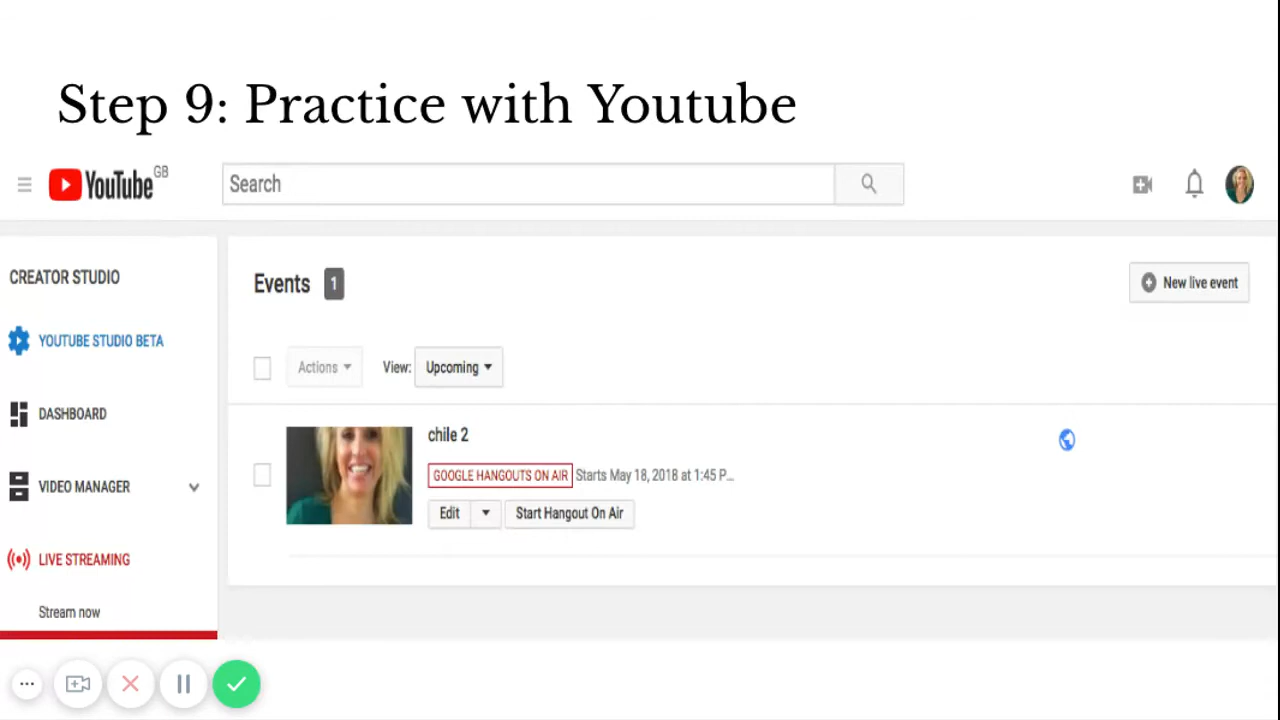 Step 9: Practice with Youtube
YouTube GB
Search
CREATOR STUDIO
Events 1
New live event
YOUTUBE STUDIO BETA
Actions View: Upcoming
DASHBOARD
chile 2
GOOGLE HANGOUTS ON AIR Starts May 18, 2018 at 1:45 P...
VIDEO MANAGER
Edit Start Hangout On Air
LIVE STREAMING
Stream now